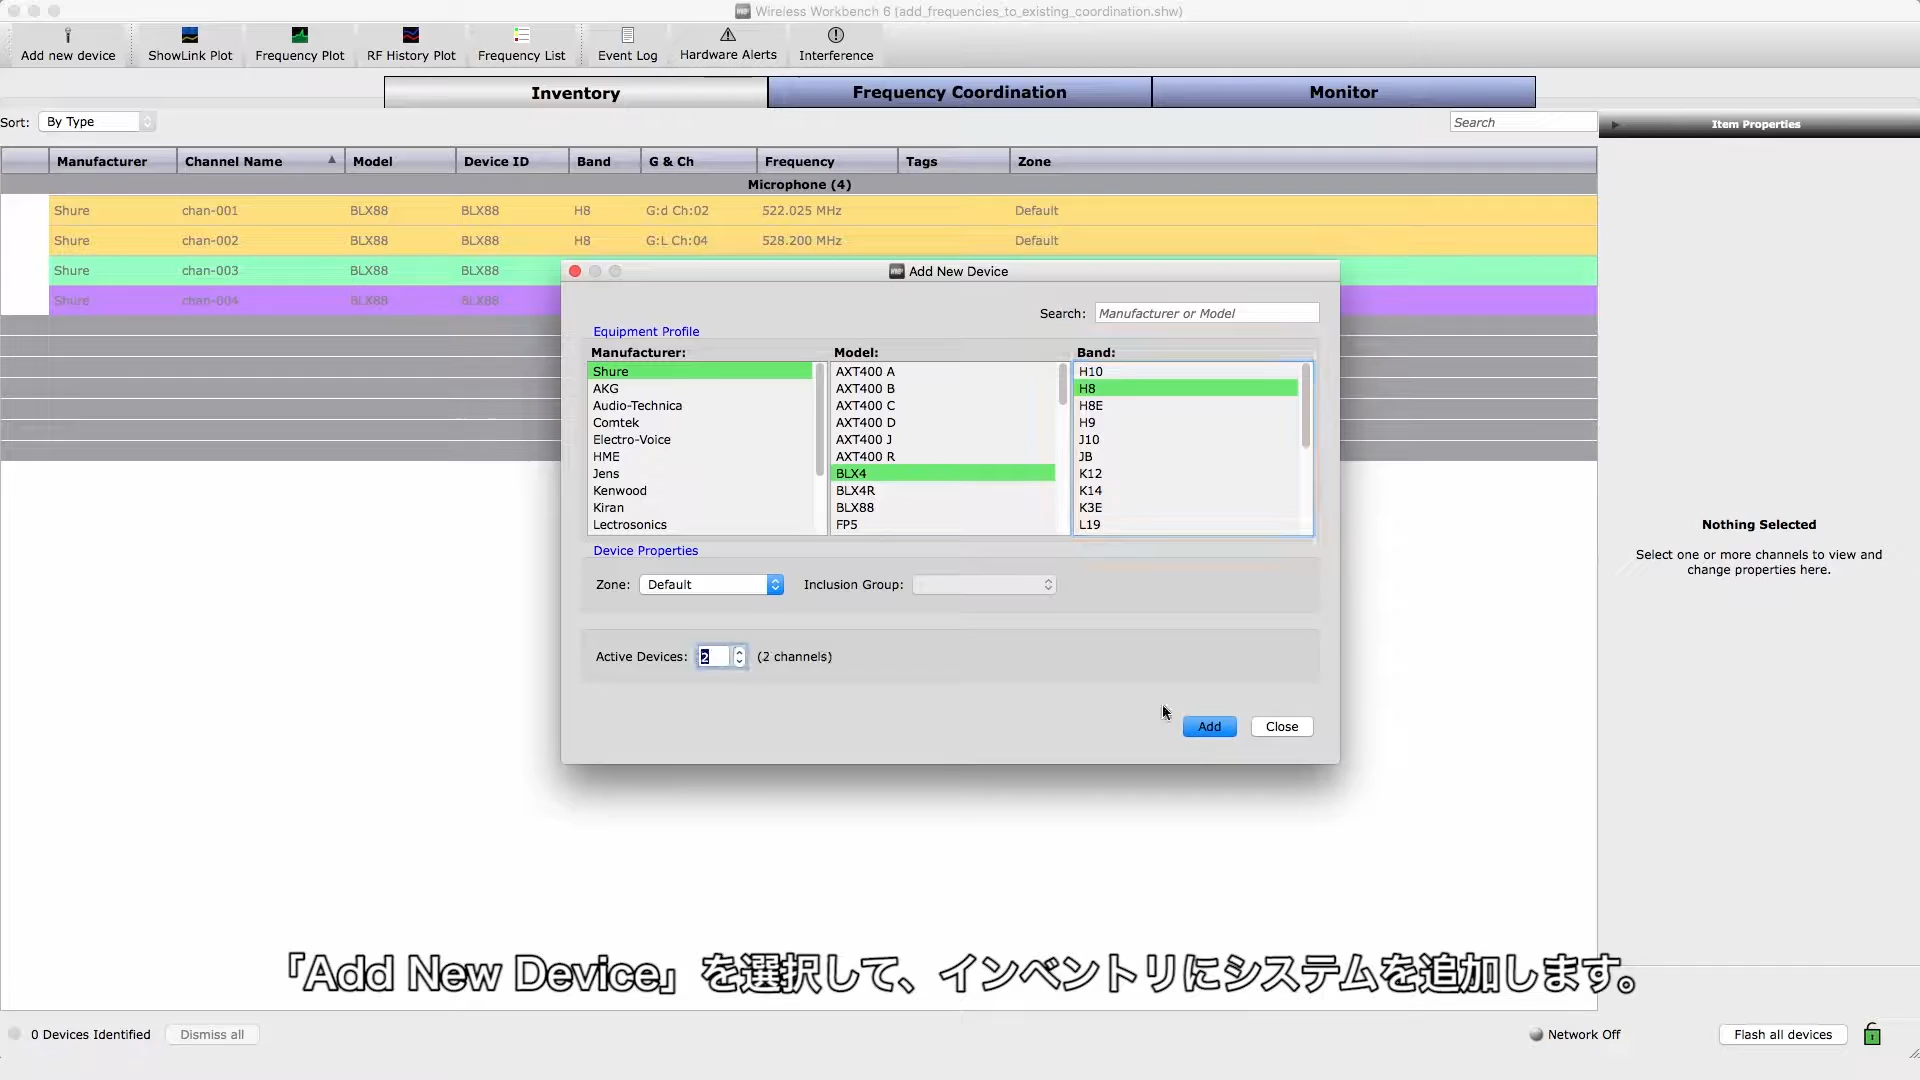 Wireless Workbench 6 (add_frequencies_to_existing_coordination.shw)
Add new device ShowLink Plot Frequency Plot RF History Plot Frequency List Event Log Hardware Alerts Interference
Inventory Frequency Coordination Monitor
Sort: By Type Search Item Properties
Manufacturer Channel Name Model Device ID Band G & Ch Frequency Tags Zone
Microphone (4)
Shure chan-001 BLX88 BLX88 H8 G:d Ch:02 522.025 MHz Default
Shure chan-002 BLX88 BLX88 H8 G:L Ch:04 528.200 MHz Default
Shure chan-003 BLX88 BLX88
Shure chan-004 BLX88 BLX88
Add New Device
Search: Manufacturer or Model
Equipment Profile
Manufacturer: Model: Band:
Shure AXT400 A H10
AKG AXT400 B H8
Audio-Technica AXT400 C H8E
Comtek AXT400 D H9
Electro-Voice AXT400 J J10
HME AXT400 R JB
Jens BLX4 K12
Kenwood BLX4R K14
Kiran BLX88 K3E
Lectrosonics FP5 L19
Device Properties
Zone: Default Inclusion Group:
Active Devices: 2 (2 channels)
Add Close
Nothing Selected
Select one or more channels to view and
change properties here.
「Add New Device」を選択して、インベントリにシステムを追加します。
0 Devices Identified Dismiss all Network Off Flash all devices